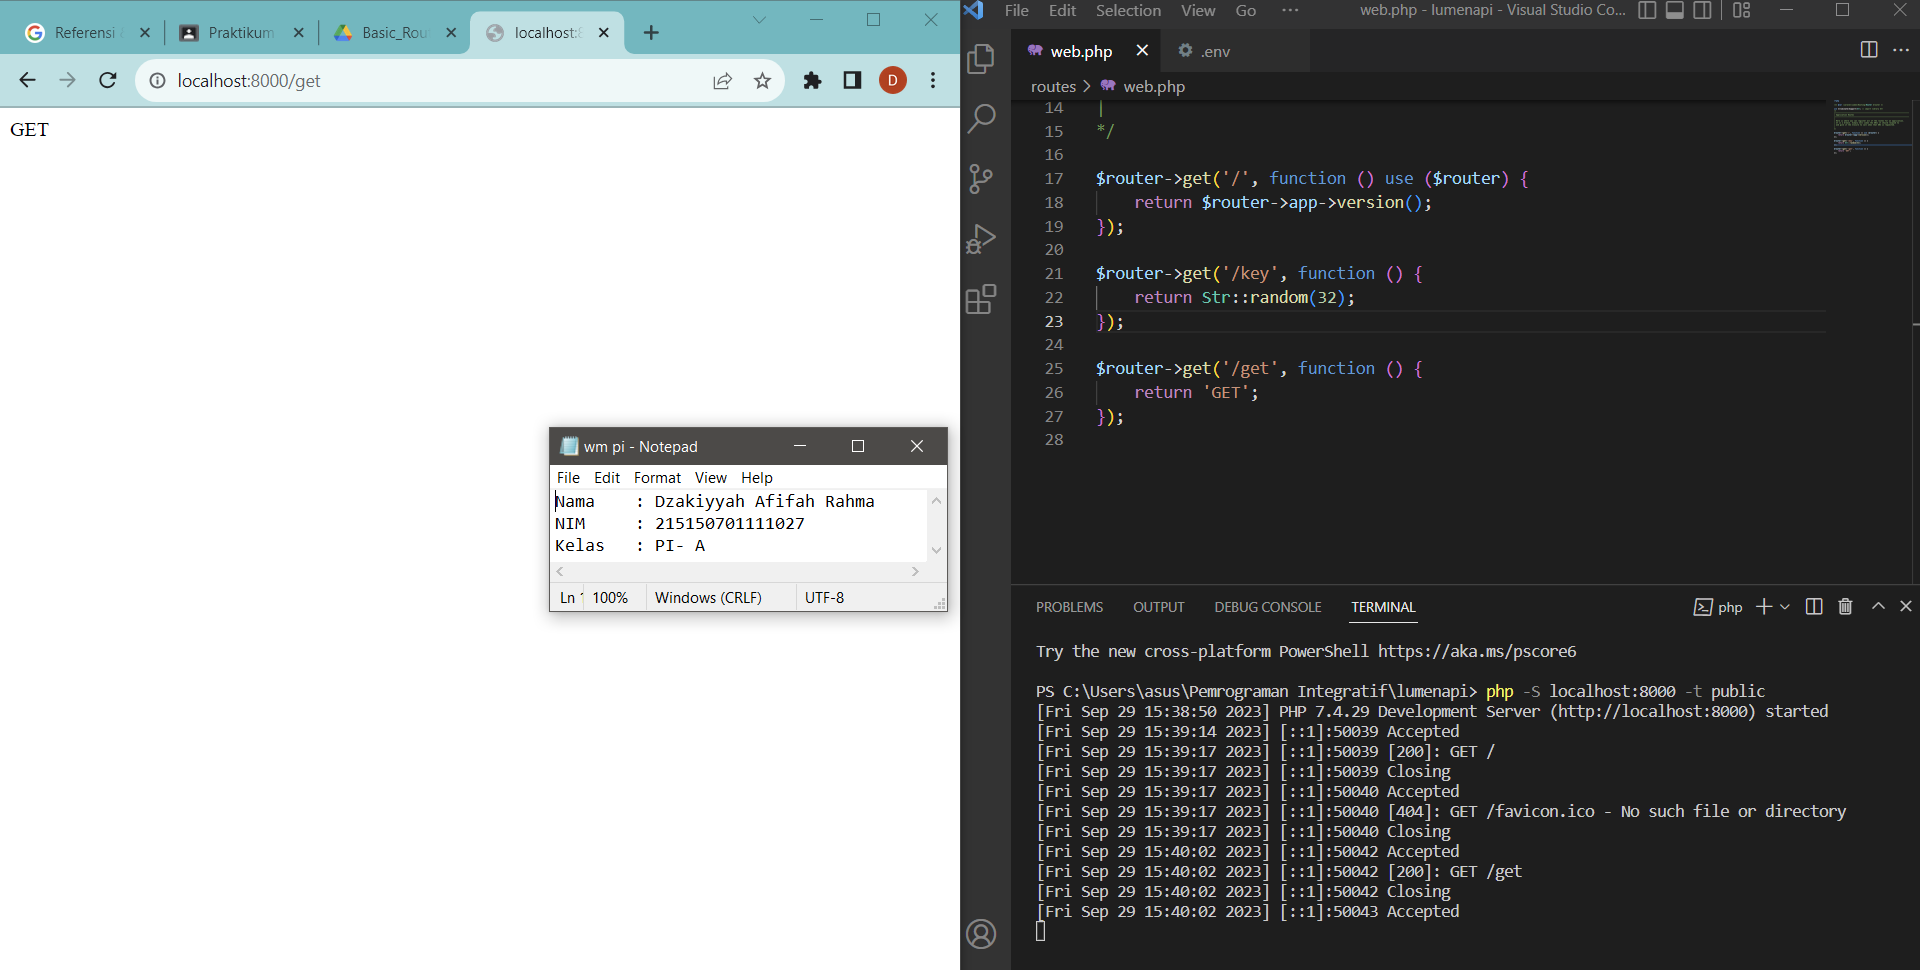 Referensi
Praktikum
Basic_Rou
localhost:8
localhost:8000/get
D
GET
wm pi - Notepad
File Edit Format View Help
Nama : Dzakiyyah Afifah Rahma
NIM : 215150701111027
Kelas : PI- A
Ln 100% Windows (CRLF) UTF-8
File Edit Selection View Go ··· web.php - lumenapi - Visual Studio Co...
web.php .env
routes > web.php
14 |
15 */
16
17 $router->get('/', function () use ($router) {
18 return $router->app->version();
19 });
20
21 $router->get('/key', function () {
22 return Str::random(32);
23 });
24
25 $router->get('/get', function () {
26 return 'GET';
27 });
28
PROBLEMS OUTPUT DEBUG CONSOLE TERMINAL php
Try the new cross-platform PowerShell https://aka.ms/pscore6
PS C:\Users\asus\Pemrograman Integratif\lumenapi> php -S localhost:8000 -t public
[Fri Sep 29 15:38:50 2023] PHP 7.4.29 Development Server (http://localhost:8000) started
[Fri Sep 29 15:39:14 2023] [::1]:50039 Accepted
[Fri Sep 29 15:39:17 2023] [::1]:50039 [200]: GET /
[Fri Sep 29 15:39:17 2023] [::1]:50039 Closing
[Fri Sep 29 15:39:17 2023] [::1]:50040 Accepted
[Fri Sep 29 15:39:17 2023] [::1]:50040 [404]: GET /favicon.ico - No such file or directory
[Fri Sep 29 15:39:17 2023] [::1]:50040 Closing
[Fri Sep 29 15:40:02 2023] [::1]:50042 Accepted
[Fri Sep 29 15:40:02 2023] [::1]:50042 [200]: GET /get
[Fri Sep 29 15:40:02 2023] [::1]:50042 Closing
[Fri Sep 29 15:40:02 2023] [::1]:50043 Accepted